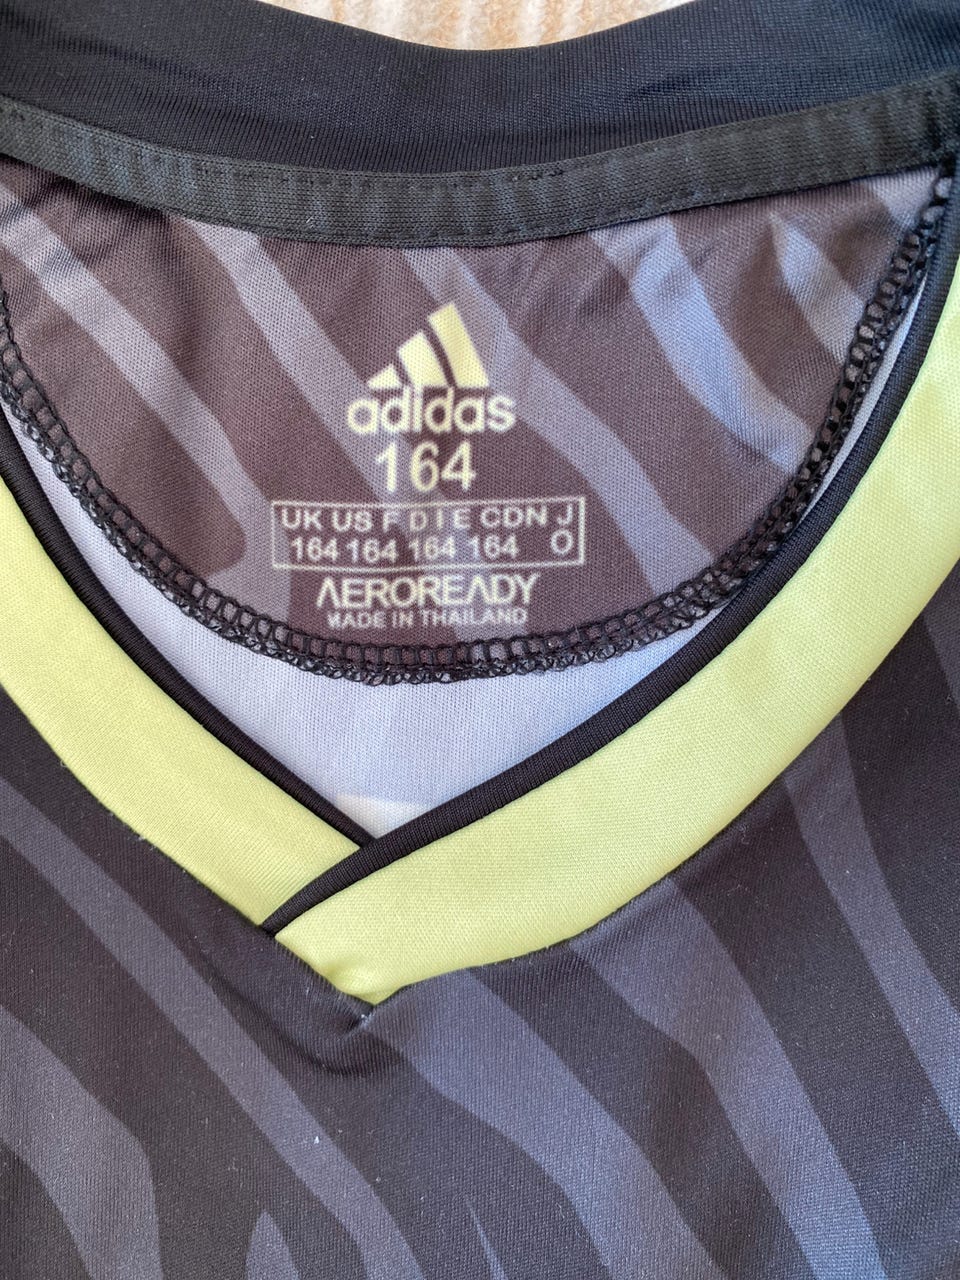 adidas
164
UK US F D I E CDN J
164 164 164 164 O
AEROREADY
MADE IN THAILAND